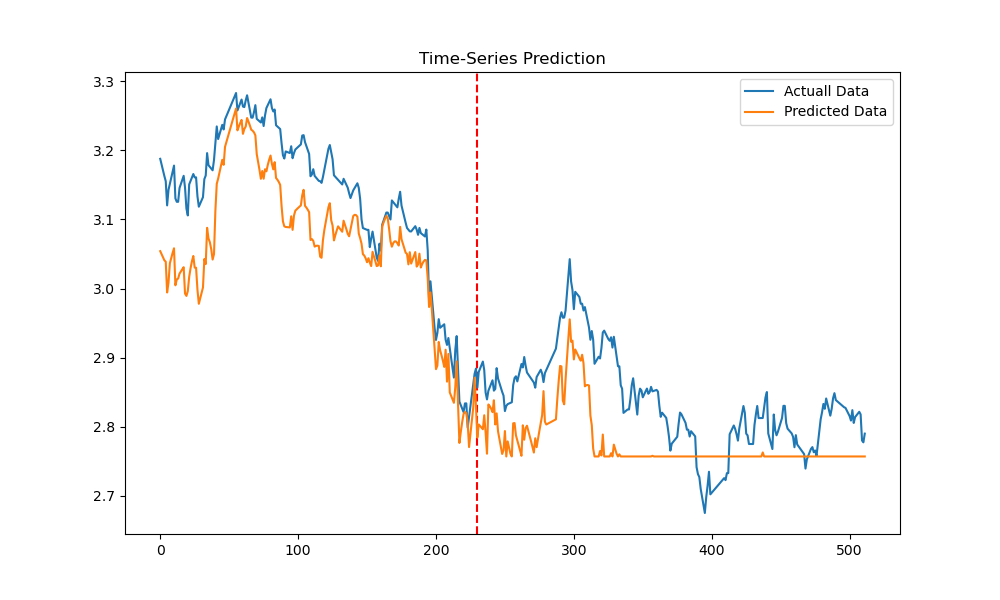 Time-Series Prediction
Actuall Data
Predicted Data
3.3
3.2
3.1
3.0
2.9
2.8
2.7
0 100 200 300 400 500